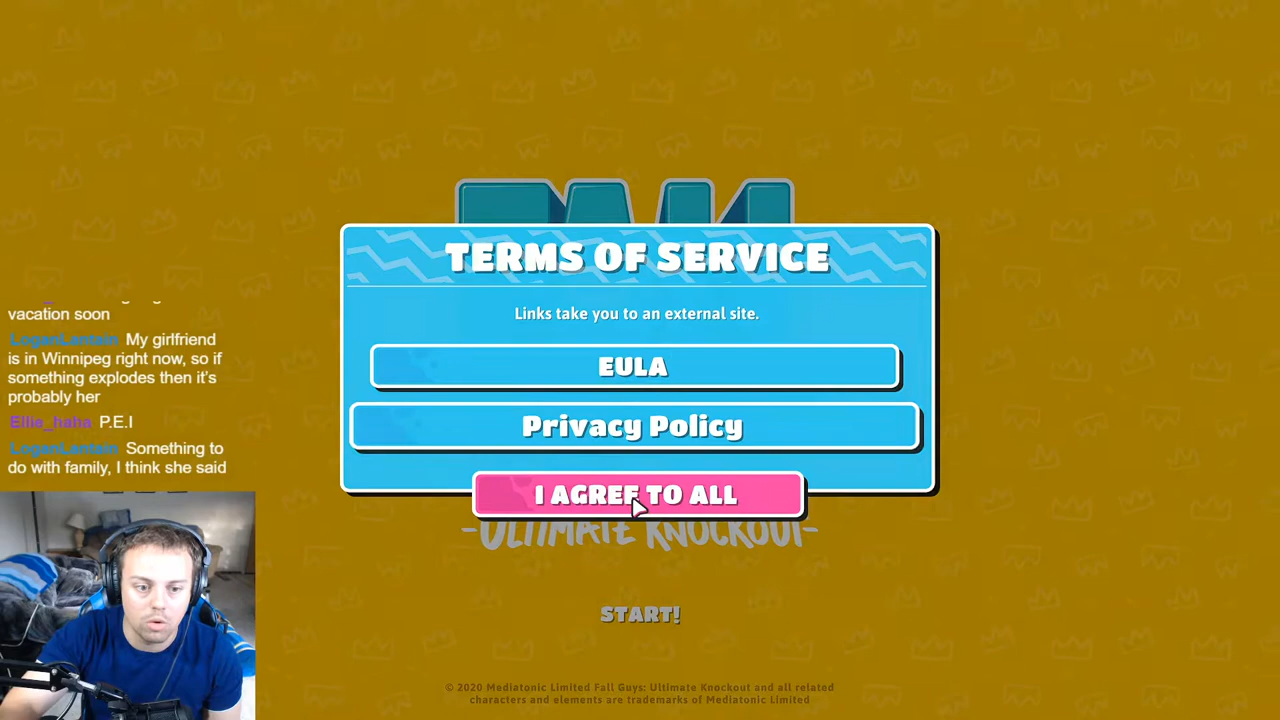 TERMS OF SERVICE
Links take you to an external site.
EULA
Privacy Policy
I AGREE TO ALL
-ULTIMATE KNOCKOUT-
START!
© 2020 Mediatonic Limited Fall Guys: Ultimate Knockout and all related
characters and elements are trademarks of Mediatonic Limited
vacation soon
LoganLantain My girlfriend
is in Winnipeg right now, so if
something explodes then it's
probably her
Ellie_haha P.E.I
LoganLantain Something to
do with family, I think she said